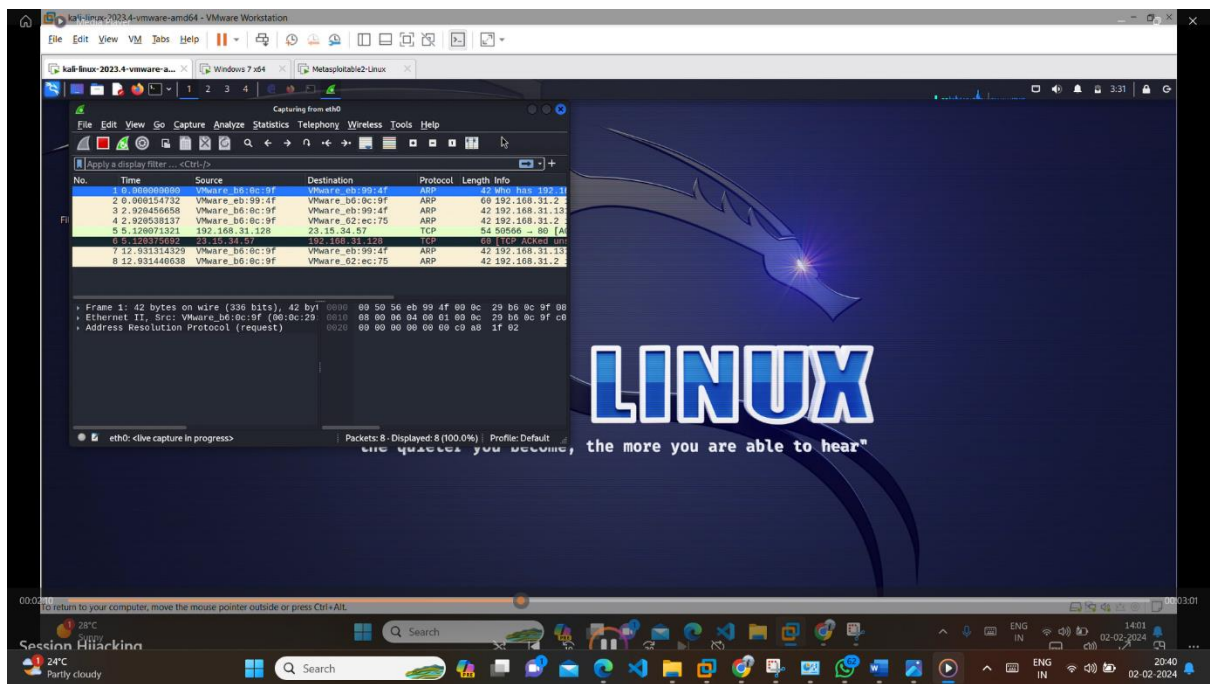 kali-linux-2023.4-vmware-amd64 - VMware Workstation
Media Player
File Edit View VM Tabs Help
kali-linux-2023.4-vmware-a... Windows 7 x64 Metasploitable2-Linux
1 2 3 4 3:31
Capturing from eth0
File Edit View Go Capture Analyze Statistics Telephony Wireless Tools Help
Apply a display filter ... <Ctrl-/>
No. Time Source Destination Protocol Length Info
1 0.000000000 VMware_b6:0c:9f VMware_eb:99:4f ARP 42 Who has 192.16
2 0.000154732 VMware_eb:99:4f VMware_b6:0c:9f ARP 60 192.168.31.2
3 2.920456658 VMware_b6:0c:9f VMware_eb:99:4f ARP 42 192.168.31.13
4 2.920538137 VMware_b6:0c:9f VMware_62:ec:75 ARP 42 192.168.31.2
5 5.120071321 192.168.31.128 23.15.34.57 TCP 54 50566 → 80 [A
6 5.120375692 23.15.34.57 192.168.31.128 TCP 60 [TCP ACKed uns
7 12.931314329 VMware_b6:0c:9f VMware_eb:99:4f ARP 42 192.168.31.13
8 12.931440638 VMware_b6:0c:9f VMware_62:ec:75 ARP 42 192.168.31.2
Frame 1: 42 bytes on wire (336 bits), 42 byt 0000 00 50 56 eb 99 4f 00 0c 29 b6 0c 9f 08
Ethernet II, Src: VMware_b6:0c:9f (00:0c:29: 0010 08 00 06 04 00 01 00 0c 29 b6 0c 9f c0
Address Resolution Protocol (request) 0020 00 00 00 00 00 00 c0 a8 1f 02
LINUX
eth0: <live capture in progress> Packets: 8 · Displayed: 8 (100.0%) Profile: Default
"the quieter you become, the more you are able to hear"
00:02:10 00:03:01
To return to your computer, move the mouse pointer outside or press Ctrl+Alt.
28°C Sunny Search ENG IN 14:01 02-02-2024
Session Hijacking
24°C Partly cloudy Search ENG IN 20:40 02-02-2024